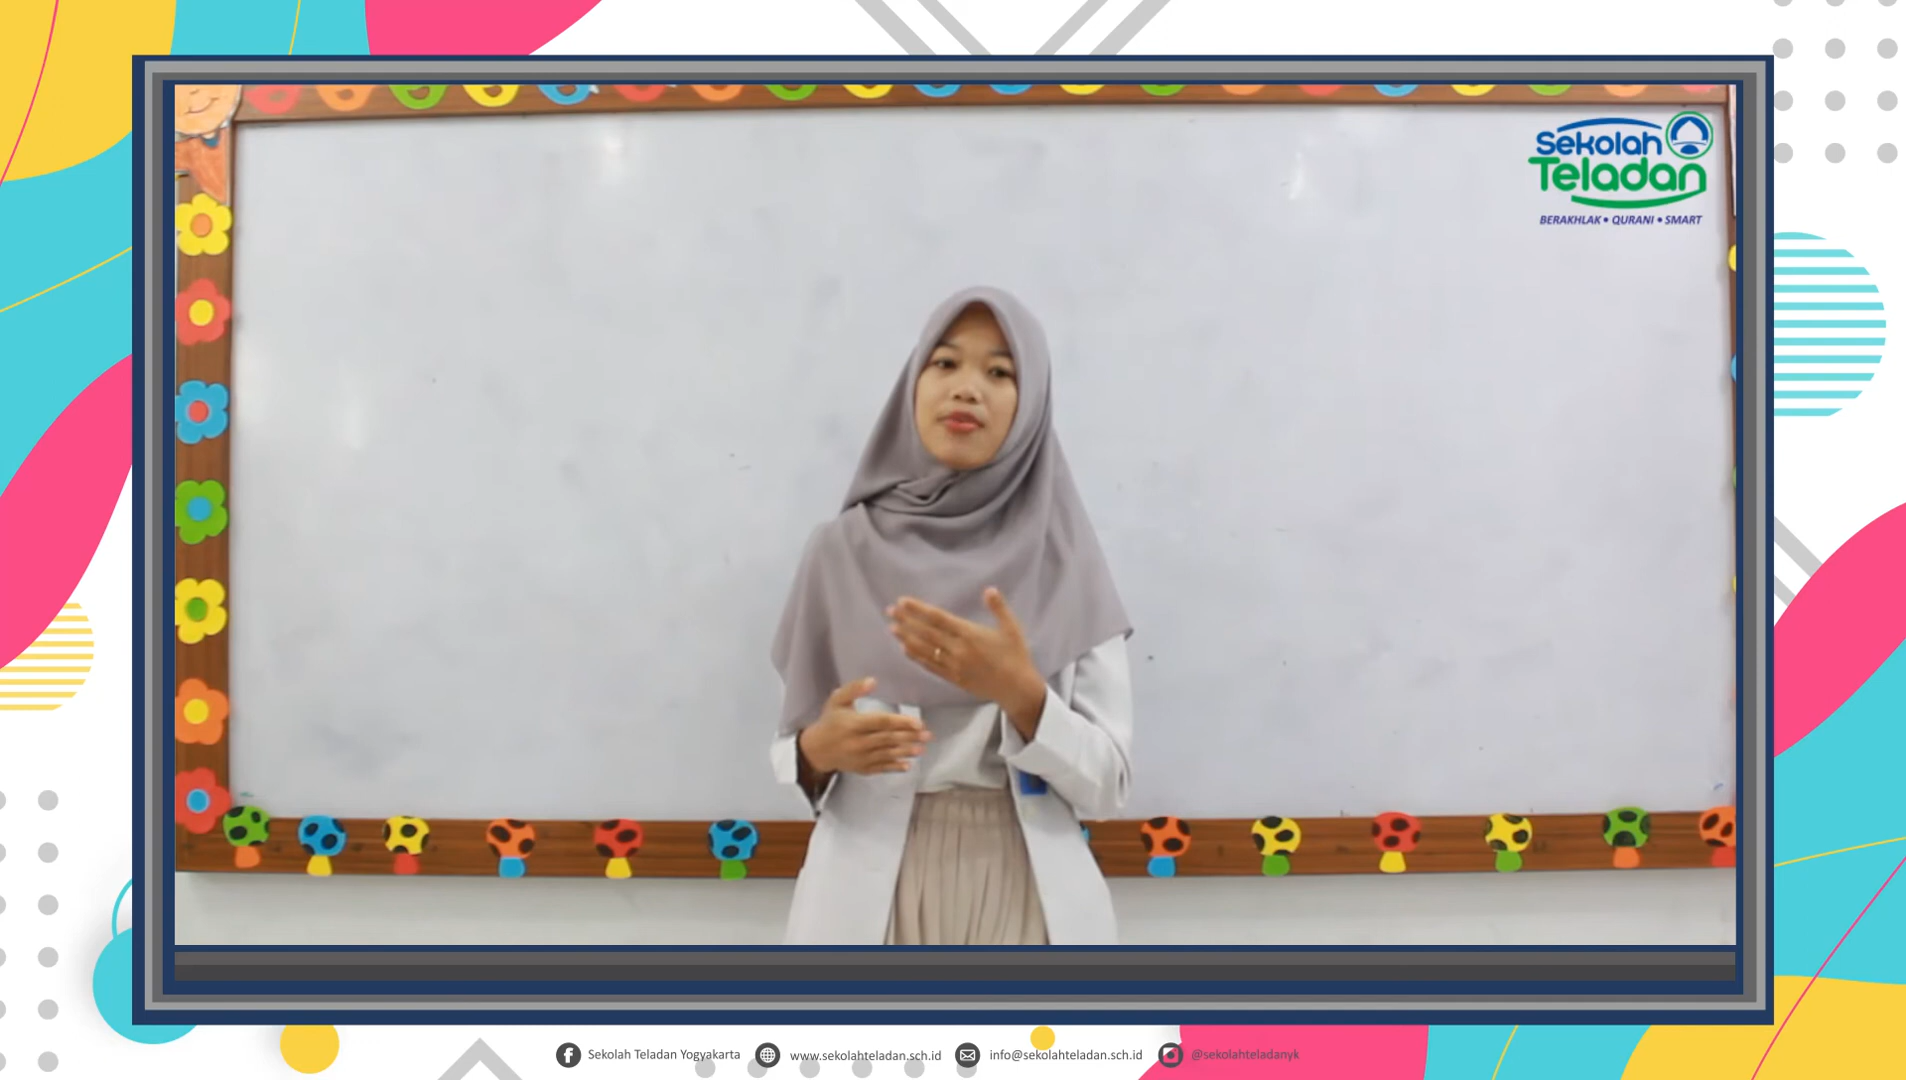 Sekolah
Teladan
BERAKHLAK • QURANI • SMART
Sekolah Teladan Yogyakarta
www.sekolahteladan.sch.id
info@sekolahteladan.sch.id
@sekolahteladanyk